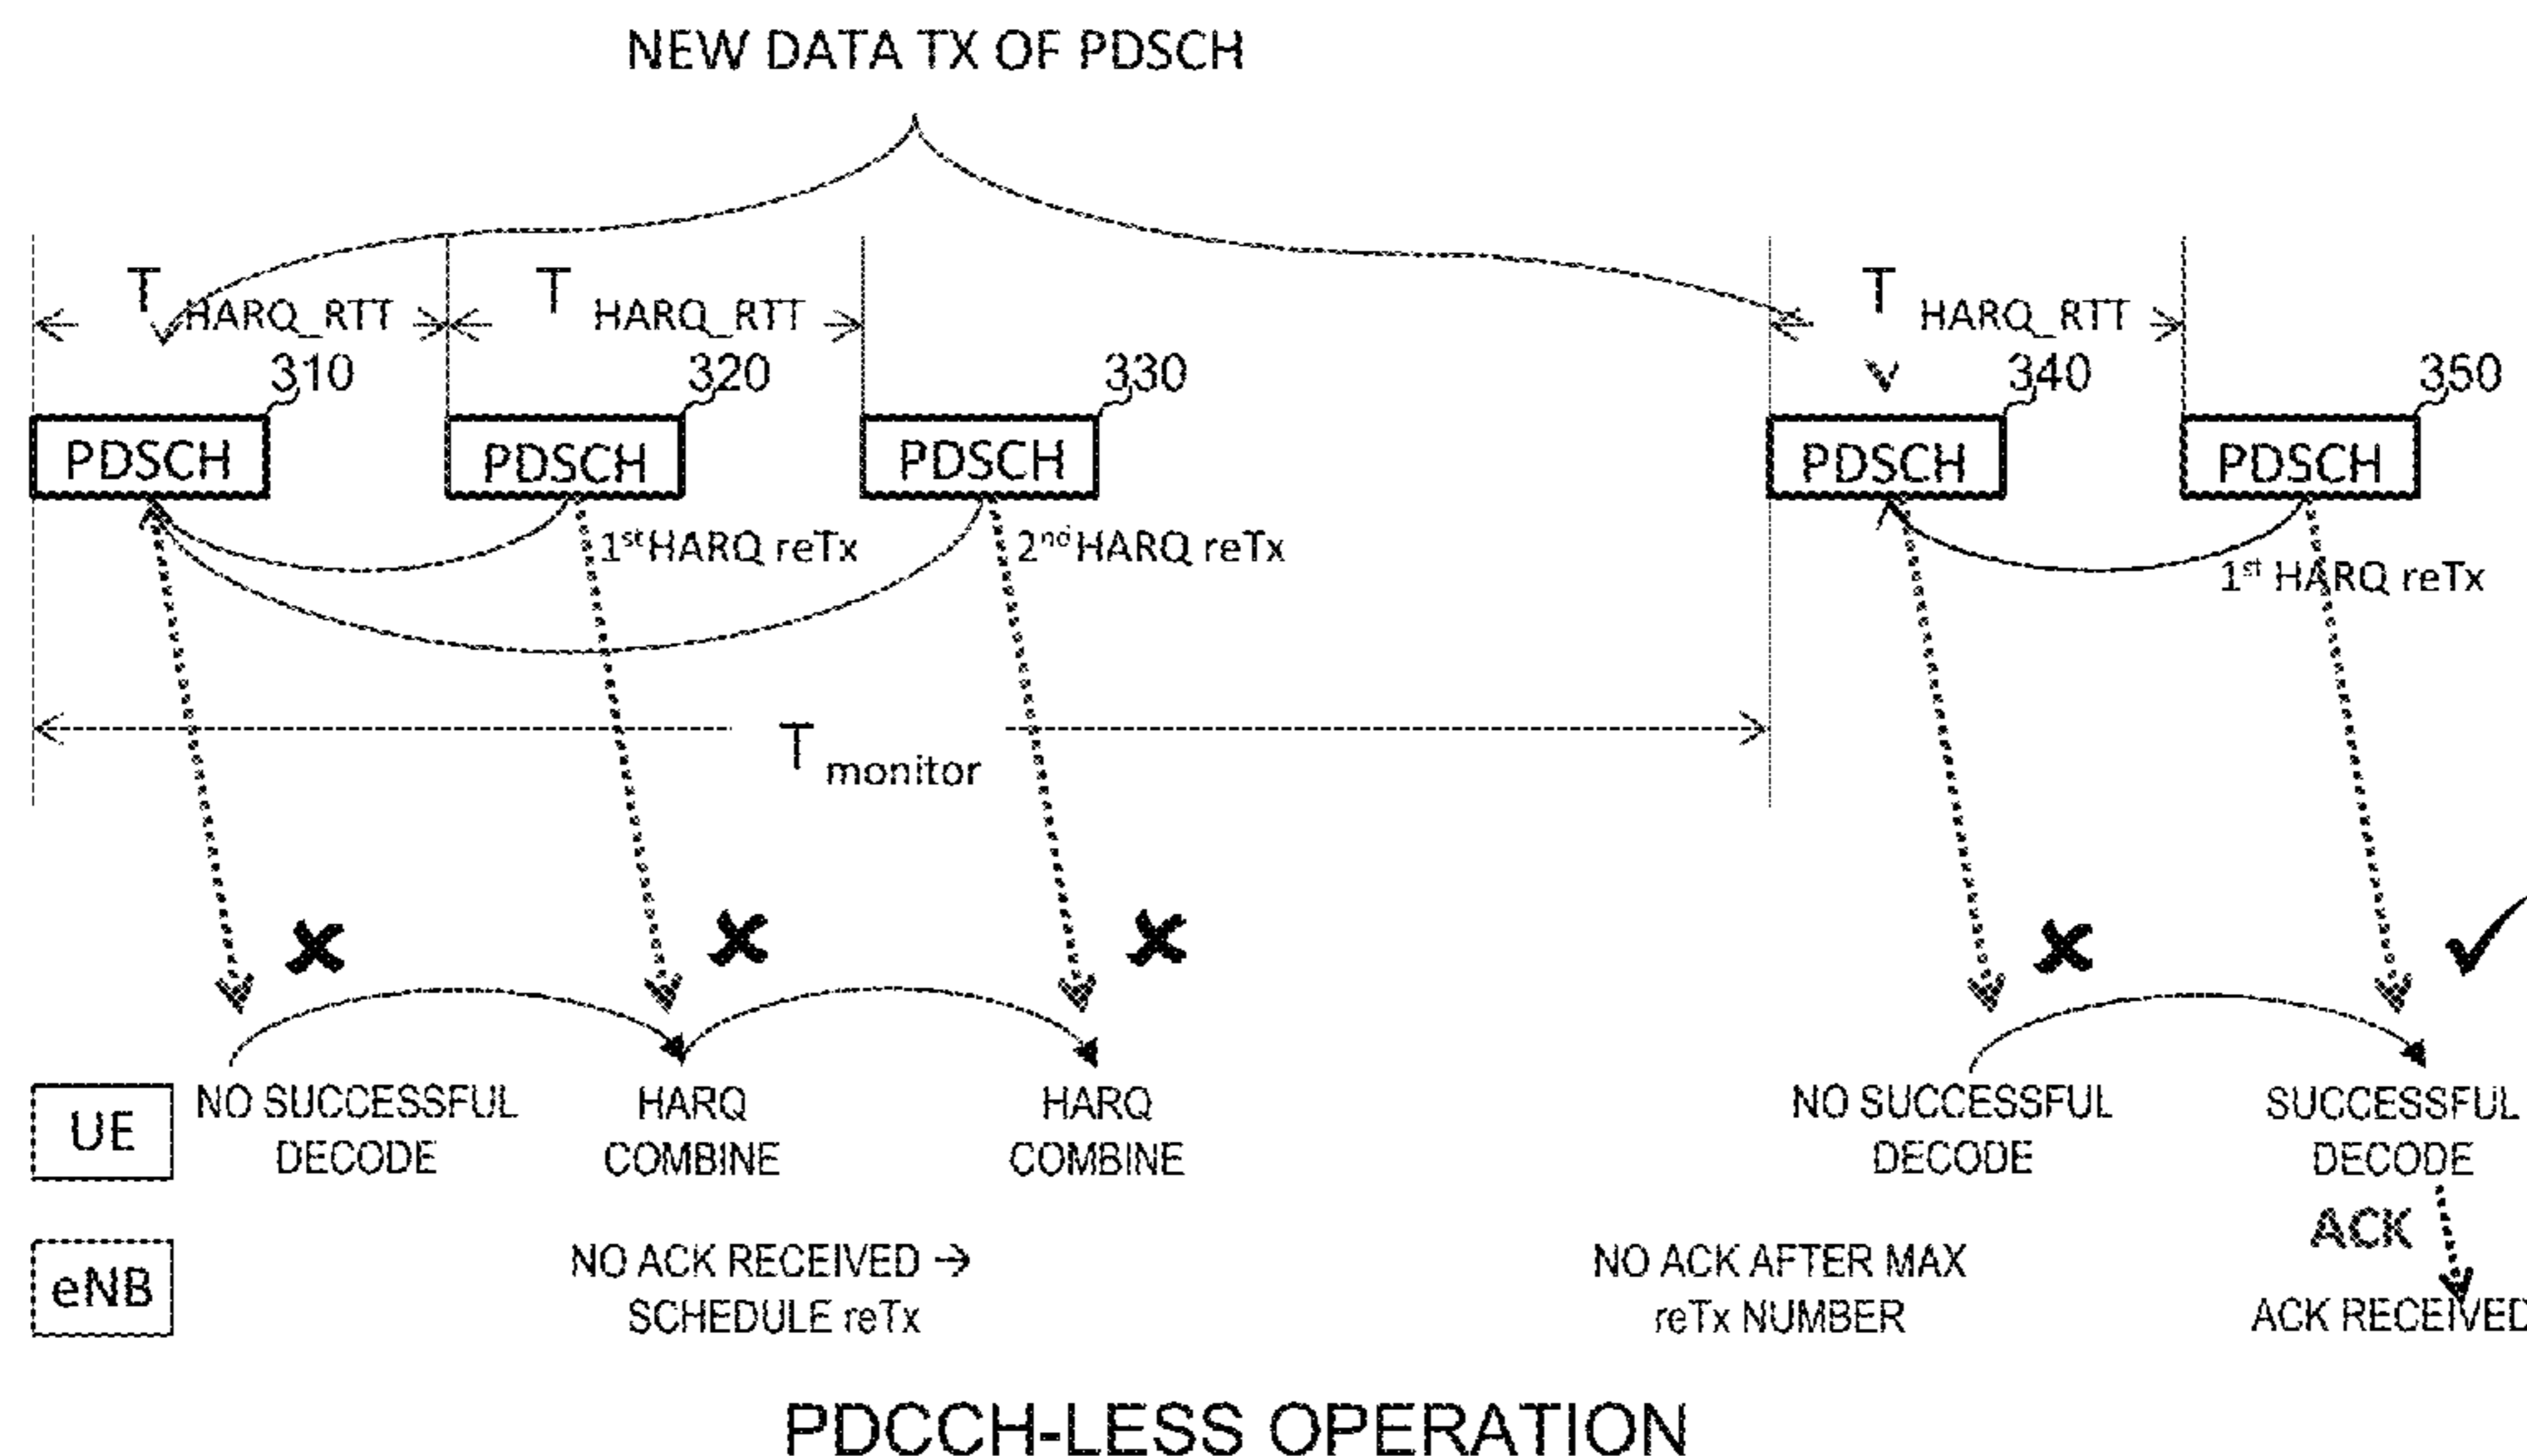 NEW DATA TX OF PDSCH
T HARQ_RTT T HARQ_RTT T HARQ_RTT
310 320 330 340 350
PDSCH PDSCH PDSCH PDSCH PDSCH
1st HARQ reTx 2nd HARQ reTx 1st HARQ reTx
T monitor
UE
NO SUCCESSFUL
DECODE
HARQ
COMBINE
HARQ
COMBINE
NO SUCCESSFUL
DECODE
SUCCESSFUL
DECODE
ACK
eNB
NO ACK RECEIVED →
SCHEDULE reTx
NO ACK AFTER MAX
reTx NUMBER
ACK RECEIVED
PDCCH-LESS OPERATION